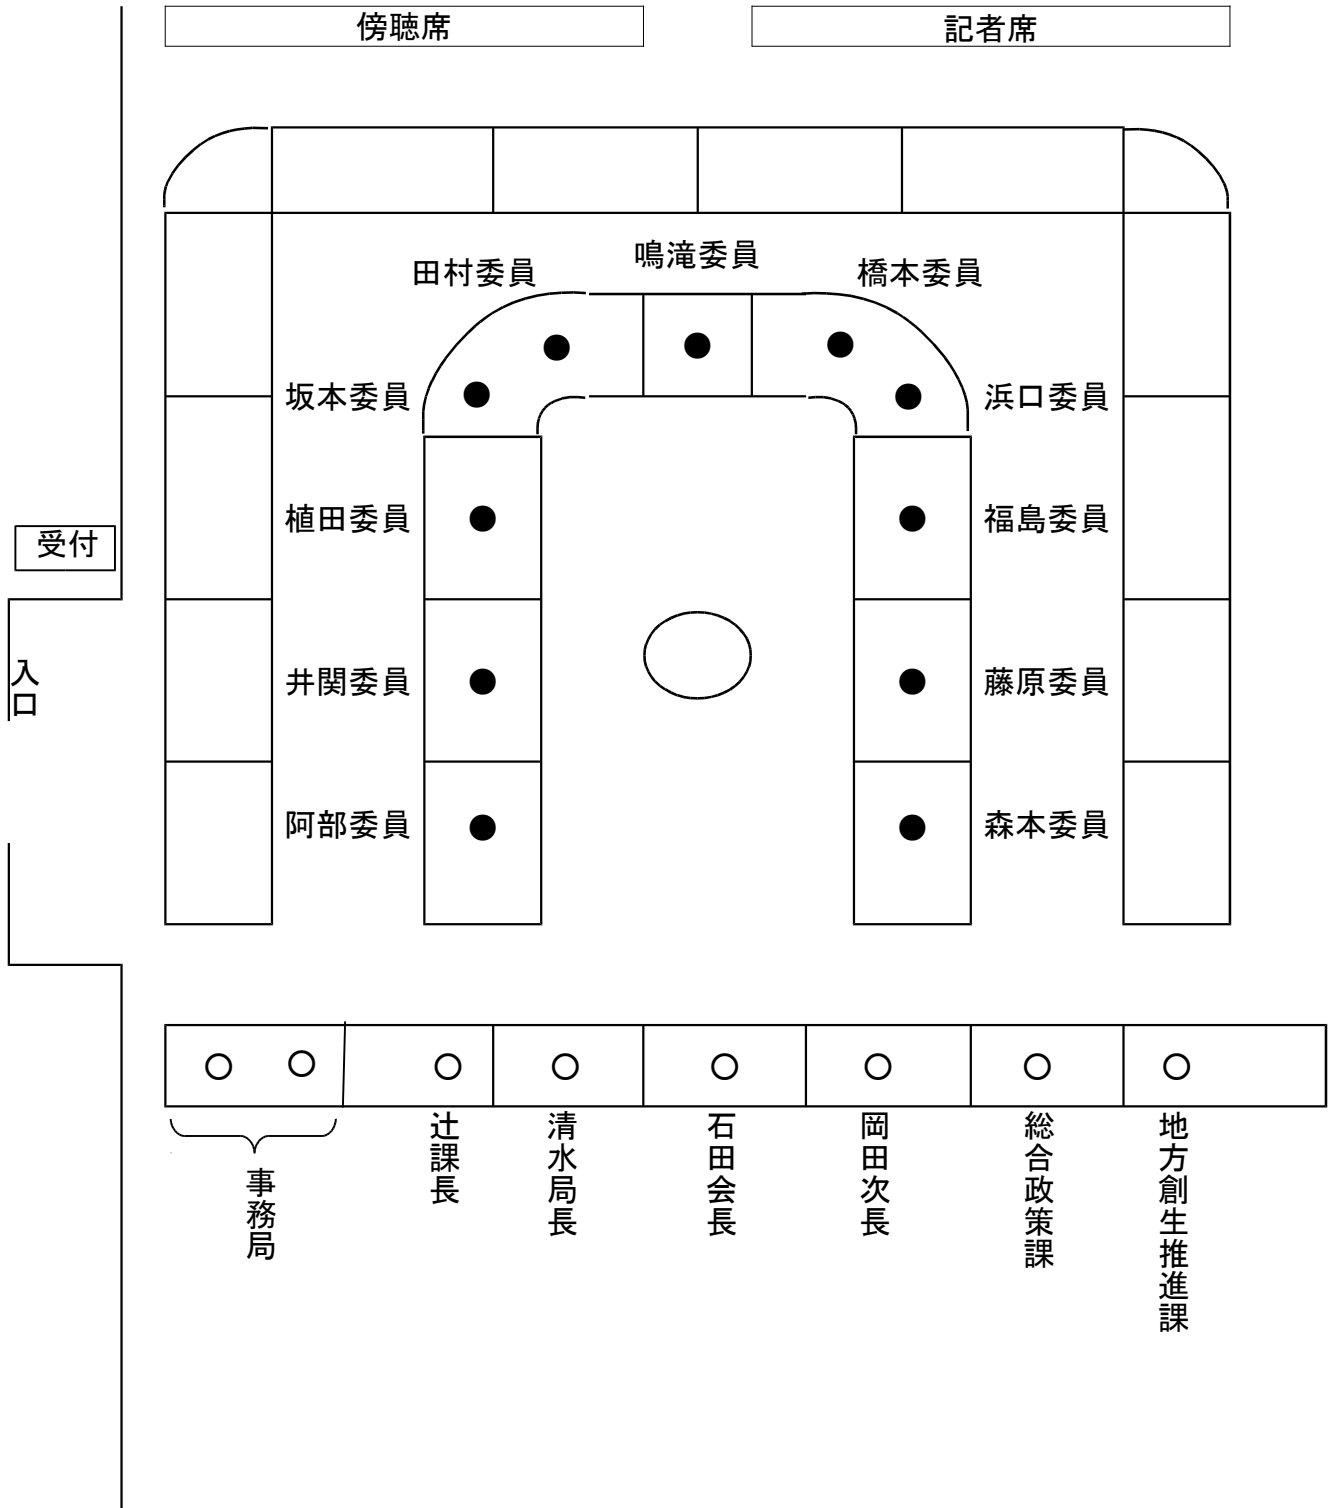 傍聴席
記者席
鳴滝委員
田村委員
橋本委員
坂本委員
浜口委員
植田委員
福島委員
受付
入口
井関委員
藤原委員
阿部委員
森本委員
事務局
辻課長
清水局長
石田会長
岡田次長
総合政策課
地方創生推進課